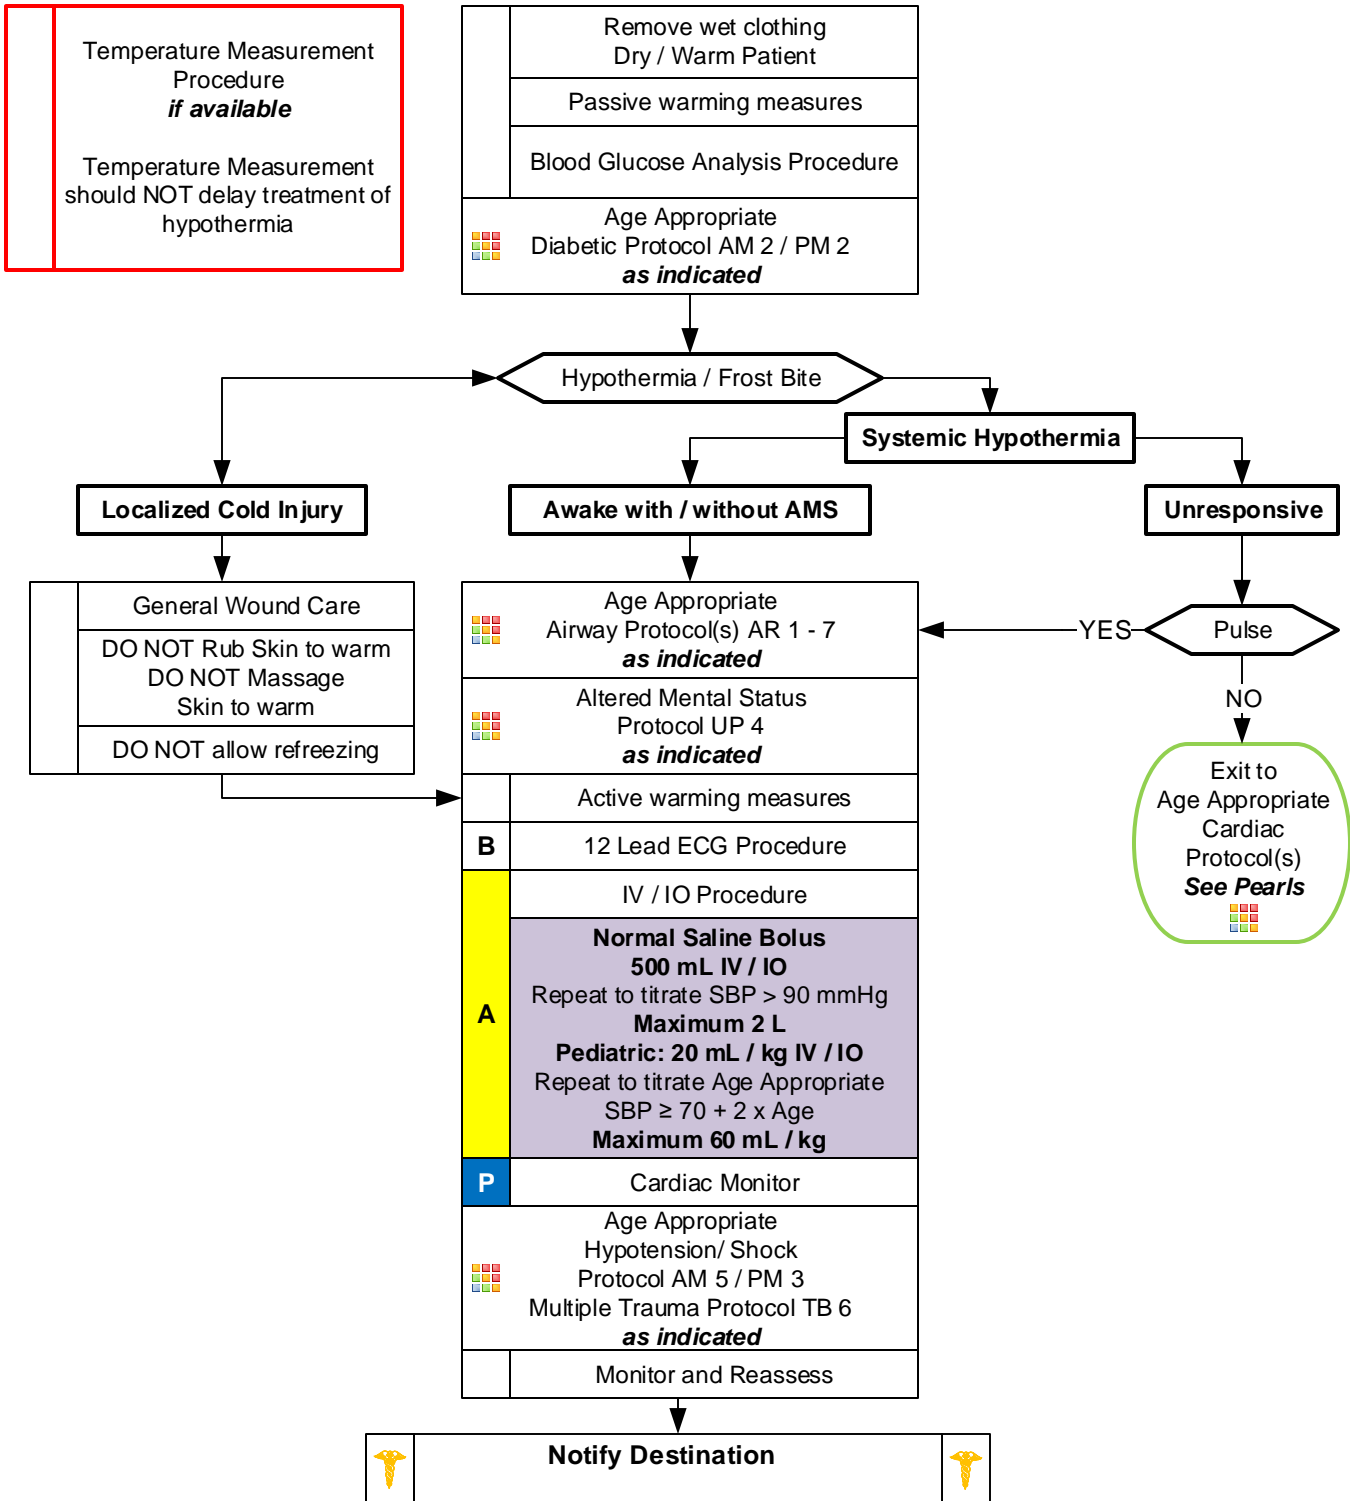 Temperature Measurement
Procedure
if available
Temperature Measurement
should NOT delay treatment of
hypothermia
Remove wet clothing
Dry / Warm Patient
Passive warming measures
Blood Glucose Analysis Procedure
Age Appropriate
Diabetic Protocol AM 2 / PM 2
as indicated
Hypothermia / Frost Bite
Systemic Hypothermia
Localized Cold Injury
Awake with / without AMS
Unresponsive
General Wound Care
DO NOT Rub Skin to warm
DO NOT Massage
Skin to warm
DO NOT allow refreezing
Age Appropriate
Airway Protocol(s) AR 1 - 7
as indicated
YES
Pulse
NO
Altered Mental Status
Protocol UP 4
as indicated
Exit to
Age Appropriate
Cardiac
Protocol(s)
See Pearls
Active warming measures
B
12 Lead ECG Procedure
A
IV / IO Procedure
Normal Saline Bolus
500 mL IV / IO
Repeat to titrate SBP > 90 mmHg
Maximum 2 L
Pediatric: 20 mL / kg IV / IO
Repeat to titrate Age Appropriate
SBP ≥ 70 + 2 x Age
Maximum 60 mL / kg
P
Cardiac Monitor
Age Appropriate
Hypotension/ Shock
Protocol AM 5 / PM 3
Multiple Trauma Protocol TB 6
as indicated
Monitor and Reassess
Notify Destination